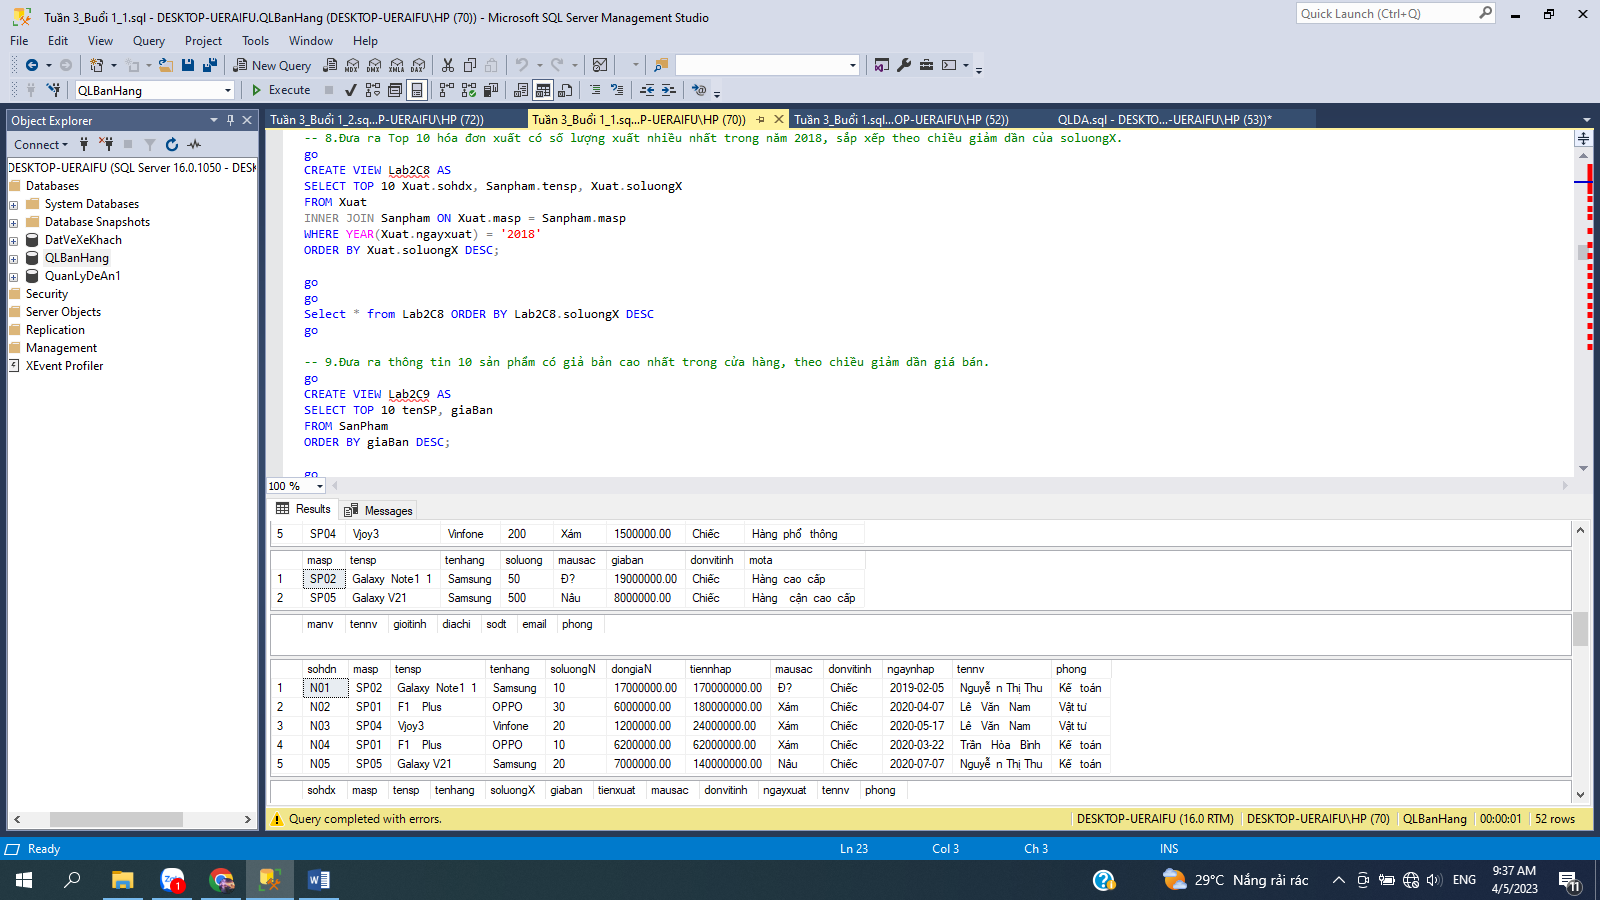 Tuần 3_Buổi 1_1.sql - DESKTOP-UERAIFU.QLBanHang (DESKTOP-UERAIFU\HP (70)) - Microsoft SQL Server Management Studio
Quick Launch (Ctrl+Q)
File Edit View Query Project Tools Window Help
New Query MDX DMX XMLA DAX
QLBanHang Execute
Object Explorer
Connect
DESKTOP-UERAIFU (SQL Server 16.0.1050 - DESK
Databases
System Databases
Database Snapshots
DatVeXeKhach
QLBanHang
QuanLyDeAn1
Security
Server Objects
Replication
Management
XEvent Profiler
Tuần 3_Buổi 1_2.sq...P-UERAIFU\HP (72)) Tuần 3_Buổi 1_1.sq...P-UERAIFU\HP (70)) Tuần 3_Buổi 1.sql...OP-UERAIFU\HP (52)) QLDA.sql - DESKTO...-UERAIFU\HP (53))*
-- 8.Đưa ra Top 10 hóa đơn xuất có số lượng xuất nhiều nhất trong năm 2018, sắp xếp theo chiều giảm dần của soluongX.
go
CREATE VIEW Lab2C8 AS
SELECT TOP 10 Xuat.sohdx, Sanpham.tensp, Xuat.soluongX
FROM Xuat
INNER JOIN Sanpham ON Xuat.masp = Sanpham.masp
WHERE YEAR(Xuat.ngayxuat) = '2018'
ORDER BY Xuat.soluongX DESC;
go
go
Select * from Lab2C8 ORDER BY Lab2C8.soluongX DESC
go
-- 9.Đưa ra thông tin 10 sản phẩm có giả bản cao nhất trong cửa hàng, theo chiều giảm dần giá bán.
go
CREATE VIEW Lab2C9 AS
SELECT TOP 10 tenSP, giaBan
FROM SanPham
ORDER BY giaBan DESC;
go
100 %
Results Messages
5 SP04 Vjoy3 Vinfone 200 Xám 1500000.00 Chiếc Hàng phổ thông
masp tensp tenhang soluong mausac giaban donvitinh mota
1 SP02 Galaxy Note1 1 Samsung 50 Đ? 19000000.00 Chiếc Hàng cao cấp
2 SP05 Galaxy V21 Samsung 500 Nâu 8000000.00 Chiếc Hàng cận cao cấp
manv tennv gioitinh diachi sodt email phong
sohdn masp tensp tenhang soluongN dongiaN tiennhap mausac donvitinh ngaynhap tennv phong
1 N01 SP02 Galaxy Note1 1 Samsung 10 17000000.00 170000000.00 Đ? Chiếc 2019-02-05 Nguyễn Thị Thu Kế toán
2 N02 SP01 F1 Plus OPPO 30 6000000.00 180000000.00 Xám Chiếc 2020-04-07 Lê Văn Nam Vật tư
3 N03 SP04 Vjoy3 Vinfone 20 1200000.00 24000000.00 Xám Chiếc 2020-05-17 Lê Văn Nam Vật tư
4 N04 SP01 F1 Plus OPPO 10 6200000.00 62000000.00 Xám Chiếc 2020-03-22 Trần Hòa Bình Kế toán
5 N05 SP05 Galaxy V21 Samsung 20 7000000.00 140000000.00 Nâu Chiếc 2020-07-07 Nguyễn Thị Thu Kế toán
sohdx masp tensp tenhang soluongX giaban tienxuat mausac donvitinh ngayxuat tennv phong
Query completed with errors. DESKTOP-UERAIFU (16.0 RTM) DESKTOP-UERAIFU\HP (70) QLBanHang 00:00:01 52 rows
Ready Ln 23 Col 3 Ch 3 INS
29°C Nắng rải rác ENG 9:37 AM
4/5/2023
11
1